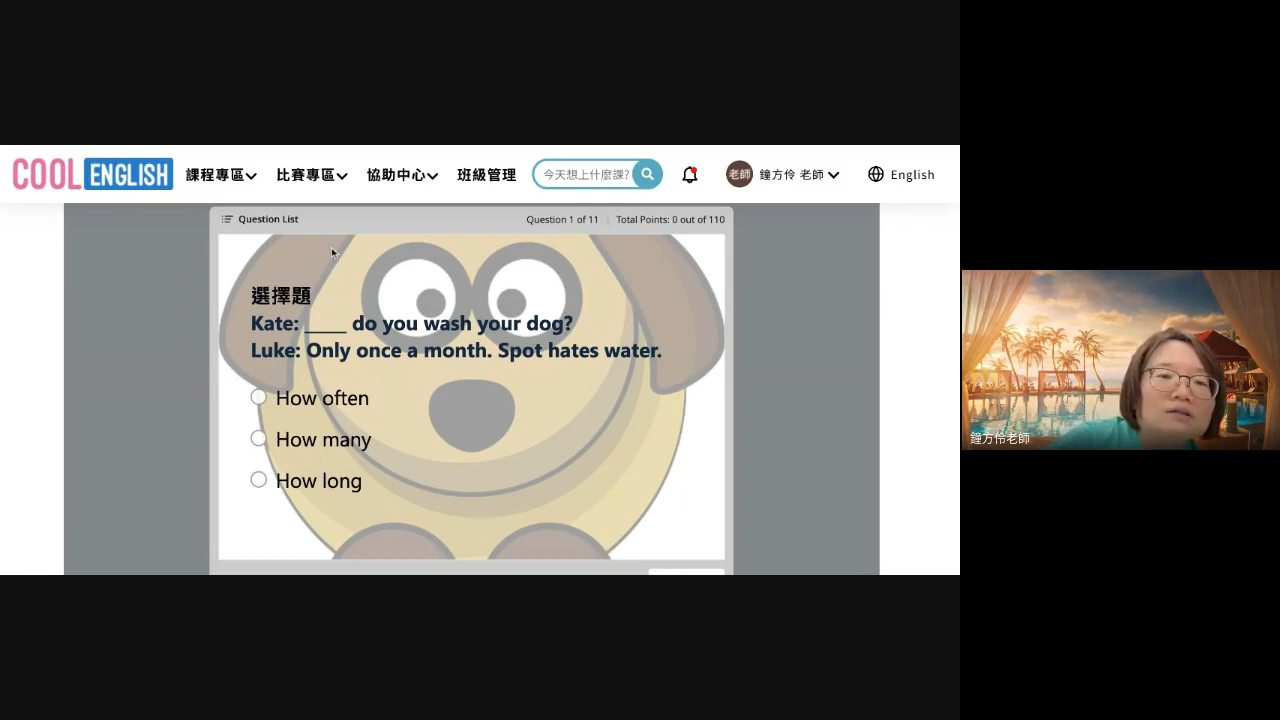 COOL ENGLISH 課程專區 比賽專區 協助中心 班級管理 今天想上什麼課? 老師 鐘方伶 老師 English
Question List Question 1 of 11 | Total Points: 0 out of 110
選擇題
Kate: ____ do you wash your dog?
Luke: Only once a month. Spot hates water.
How often
How many
How long
鐘方伶老師